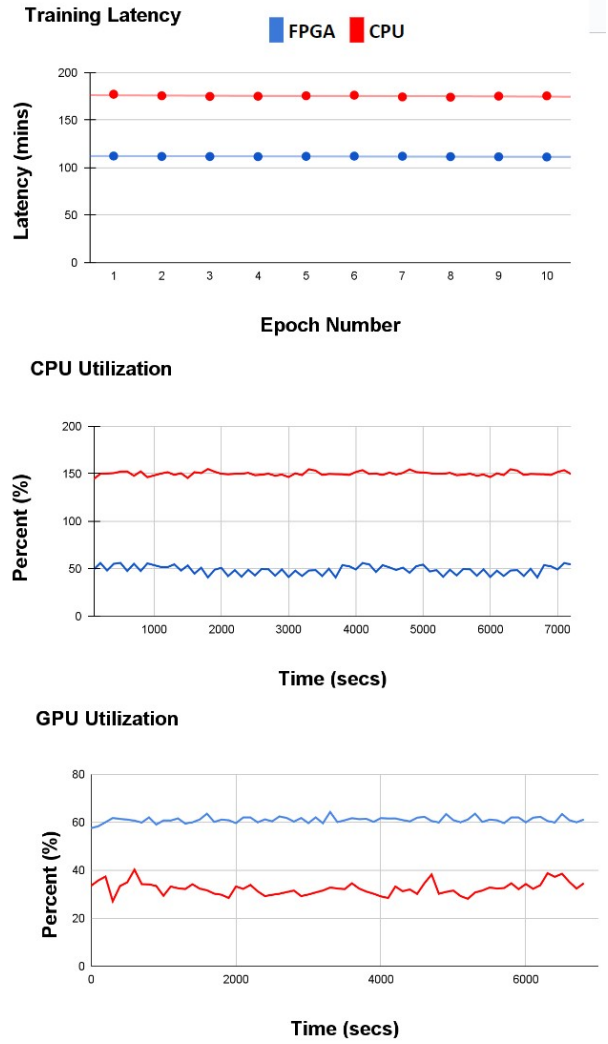 Training Latency
FPGA CPU
Latency (mins)
200
150
100
50
0
1 2 3 4 5 6 7 8 9 10
Epoch Number
CPU Utilization
Percent (%)
200
150
100
50
0
1000 2000 3000 4000 5000 6000 7000
Time (secs)
GPU Utilization
Percent (%)
80
60
40
20
0
0 2000 4000 6000
Time (secs)